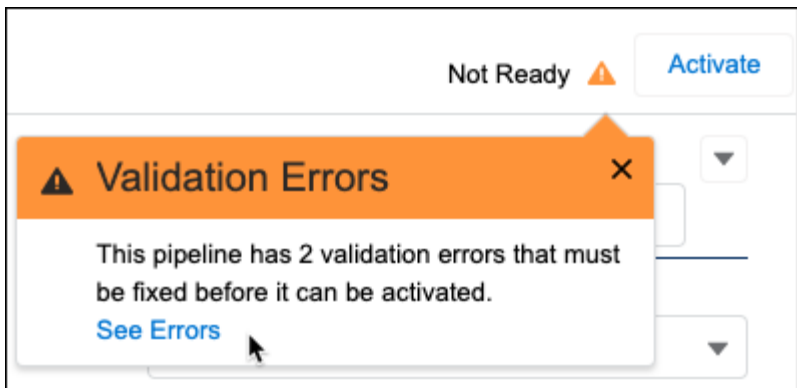 Not Ready
Activate
Validation Errors
This pipeline has 2 validation errors that must
be fixed before it can be activated.
See Errors